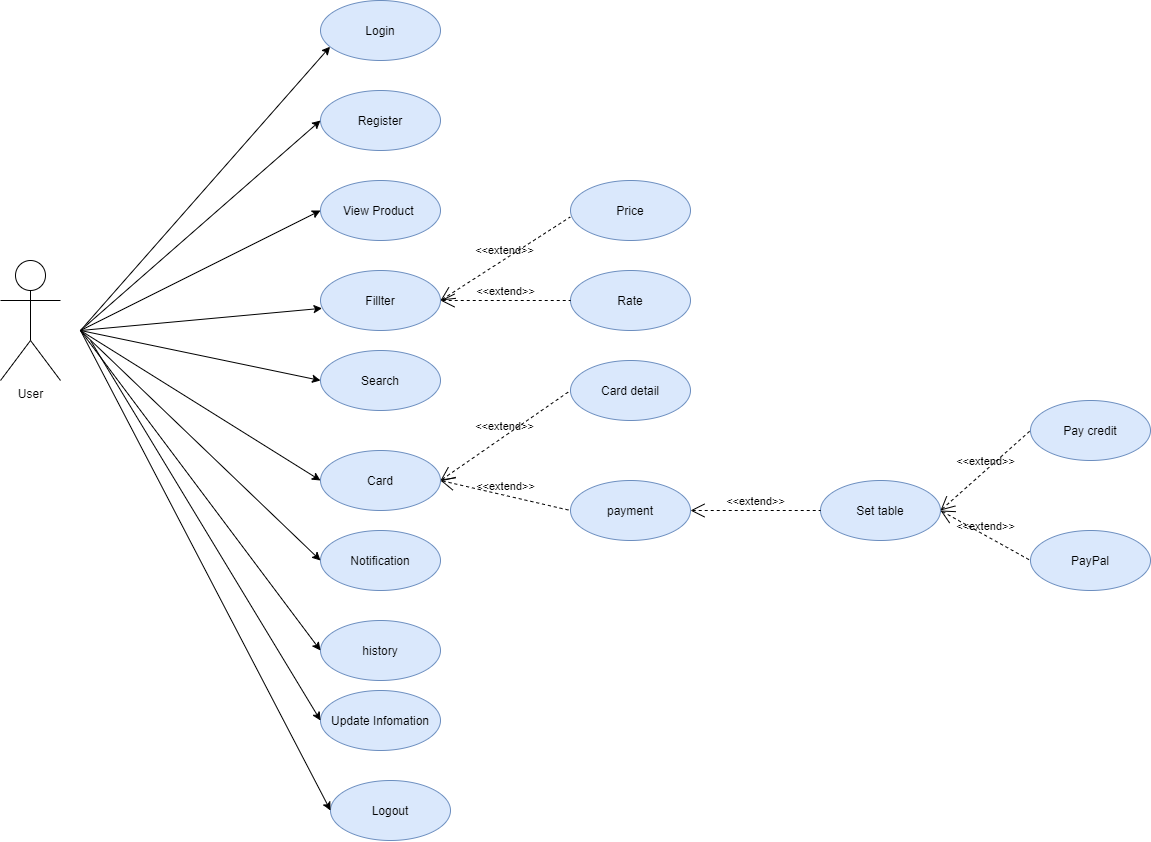 Login
Register
View Product
Price
<<extend>>
Fillter
<<extend>>
Rate
User
Search
Card detail
<<extend>>
Card
<<extend>>
payment
<<extend>>
Set table
Pay credit
<<extend>>
<<extend>>
PayPal
Notification
history
Update Infomation
Logout